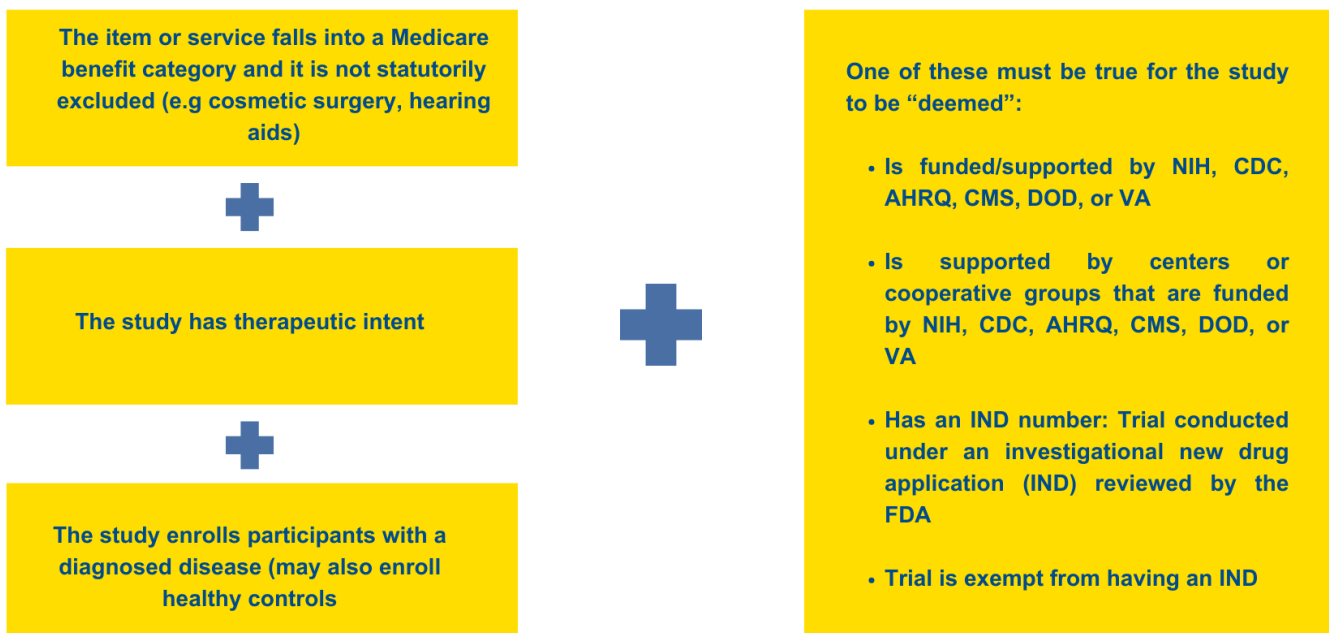 The item or service falls into a Medicare
benefit category and it is not statutorily
excluded (e.g cosmetic surgery, hearing
aids)
The study has therapeutic intent
The study enrolls participants with a
diagnosed disease (may also enroll
healthy controls
One of these must be true for the study
to be “deemed”:
• Is funded/supported by NIH, CDC,
AHRQ, CMS, DOD, or VA
• Is supported by centers or
cooperative groups that are funded
by NIH, CDC, AHRQ, CMS, DOD, or
VA
• Has an IND number: Trial conducted
under an investigational new drug
application (IND) reviewed by the
FDA
• Trial is exempt from having an IND